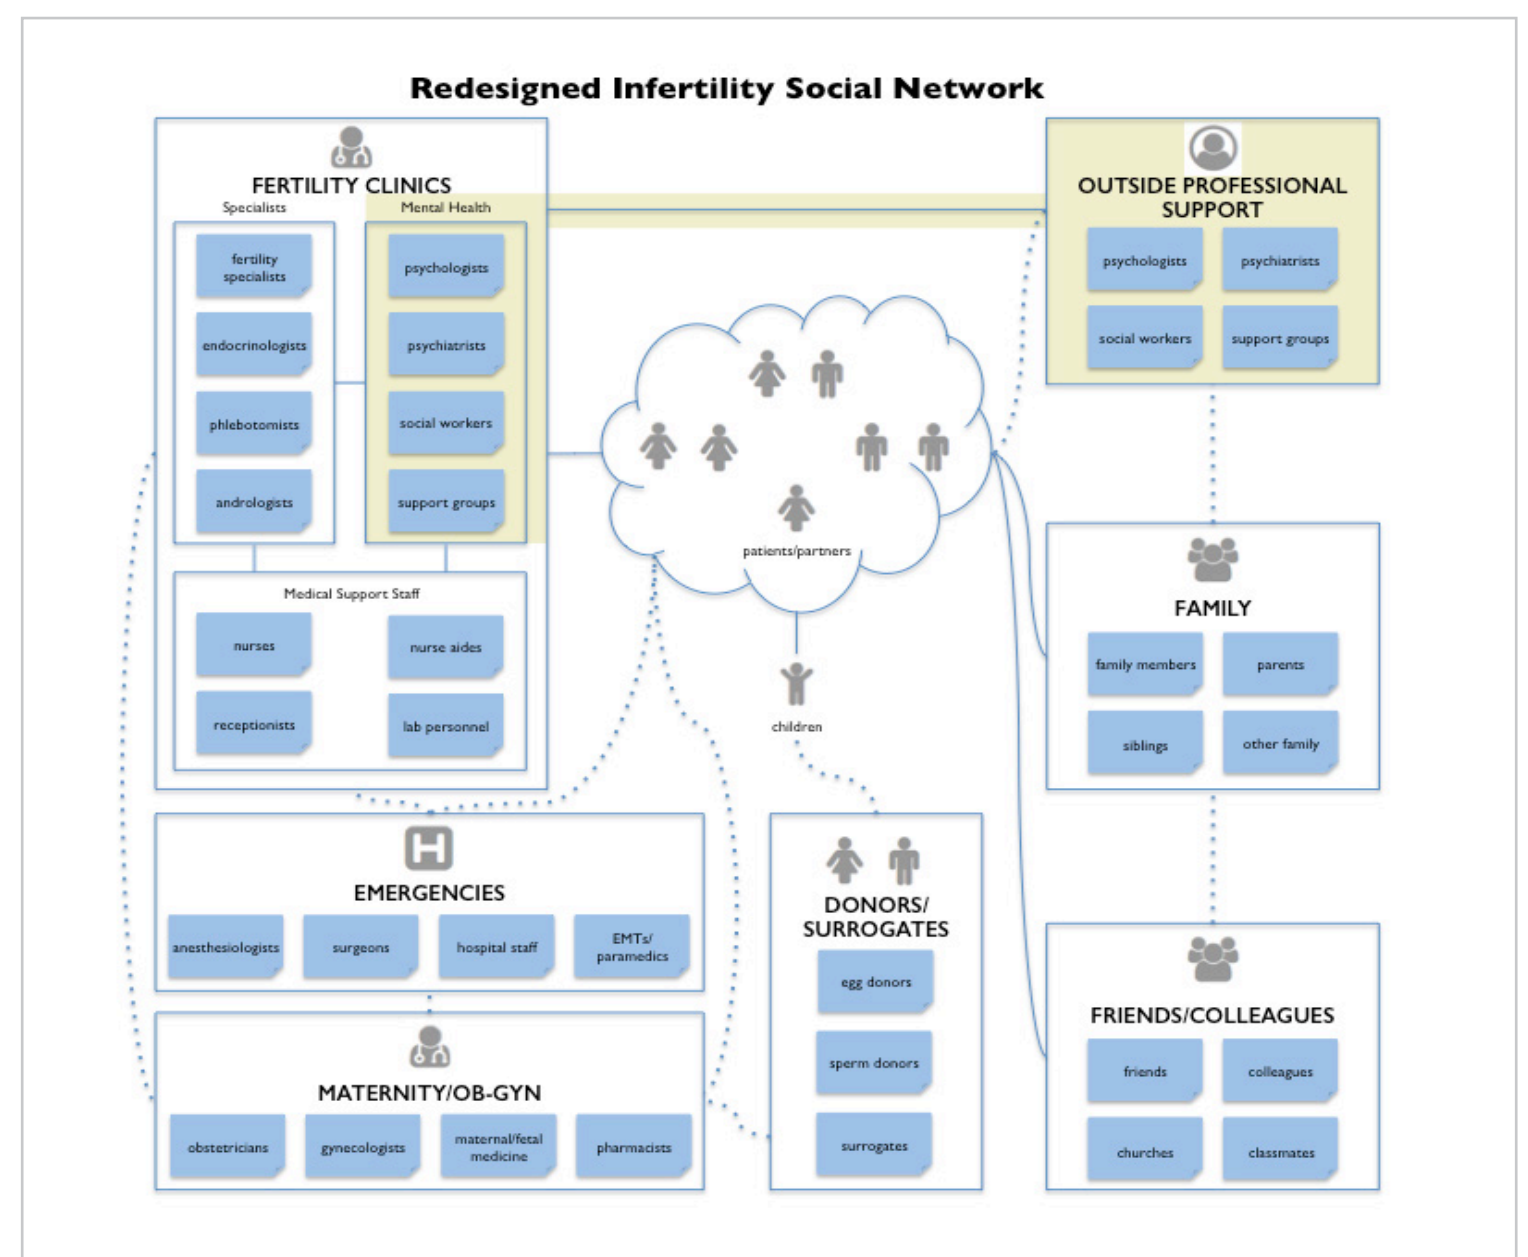 Redesigned Infertility Social Network
FERTILITY CLINICS
Specialists
fertility
specialists
endocrinologists
phlebotomists
andrologists
Mental Health
psychologists
psychiatrists
social workers
support groups
Medical Support Staff
nurses
nurse aides
receptionists
lab personnel
patients/partners
children
OUTSIDE PROFESSIONAL
SUPPORT
psychologists
psychiatrists
social workers
support groups
FAMILY
family members
parents
siblings
other family
H
EMERGENCIES
anesthesiologists
surgeons
hospital staff
EMTs/
paramedics
MATERNITY/OB-GYN
obstetricians
gynecologists
maternal/fetal
medicine
pharmacists
DONORS/
SURROGATES
egg donors
sperm donors
surrogates
FRIENDS/COLLEAGUES
friends
colleagues
churches
classmates